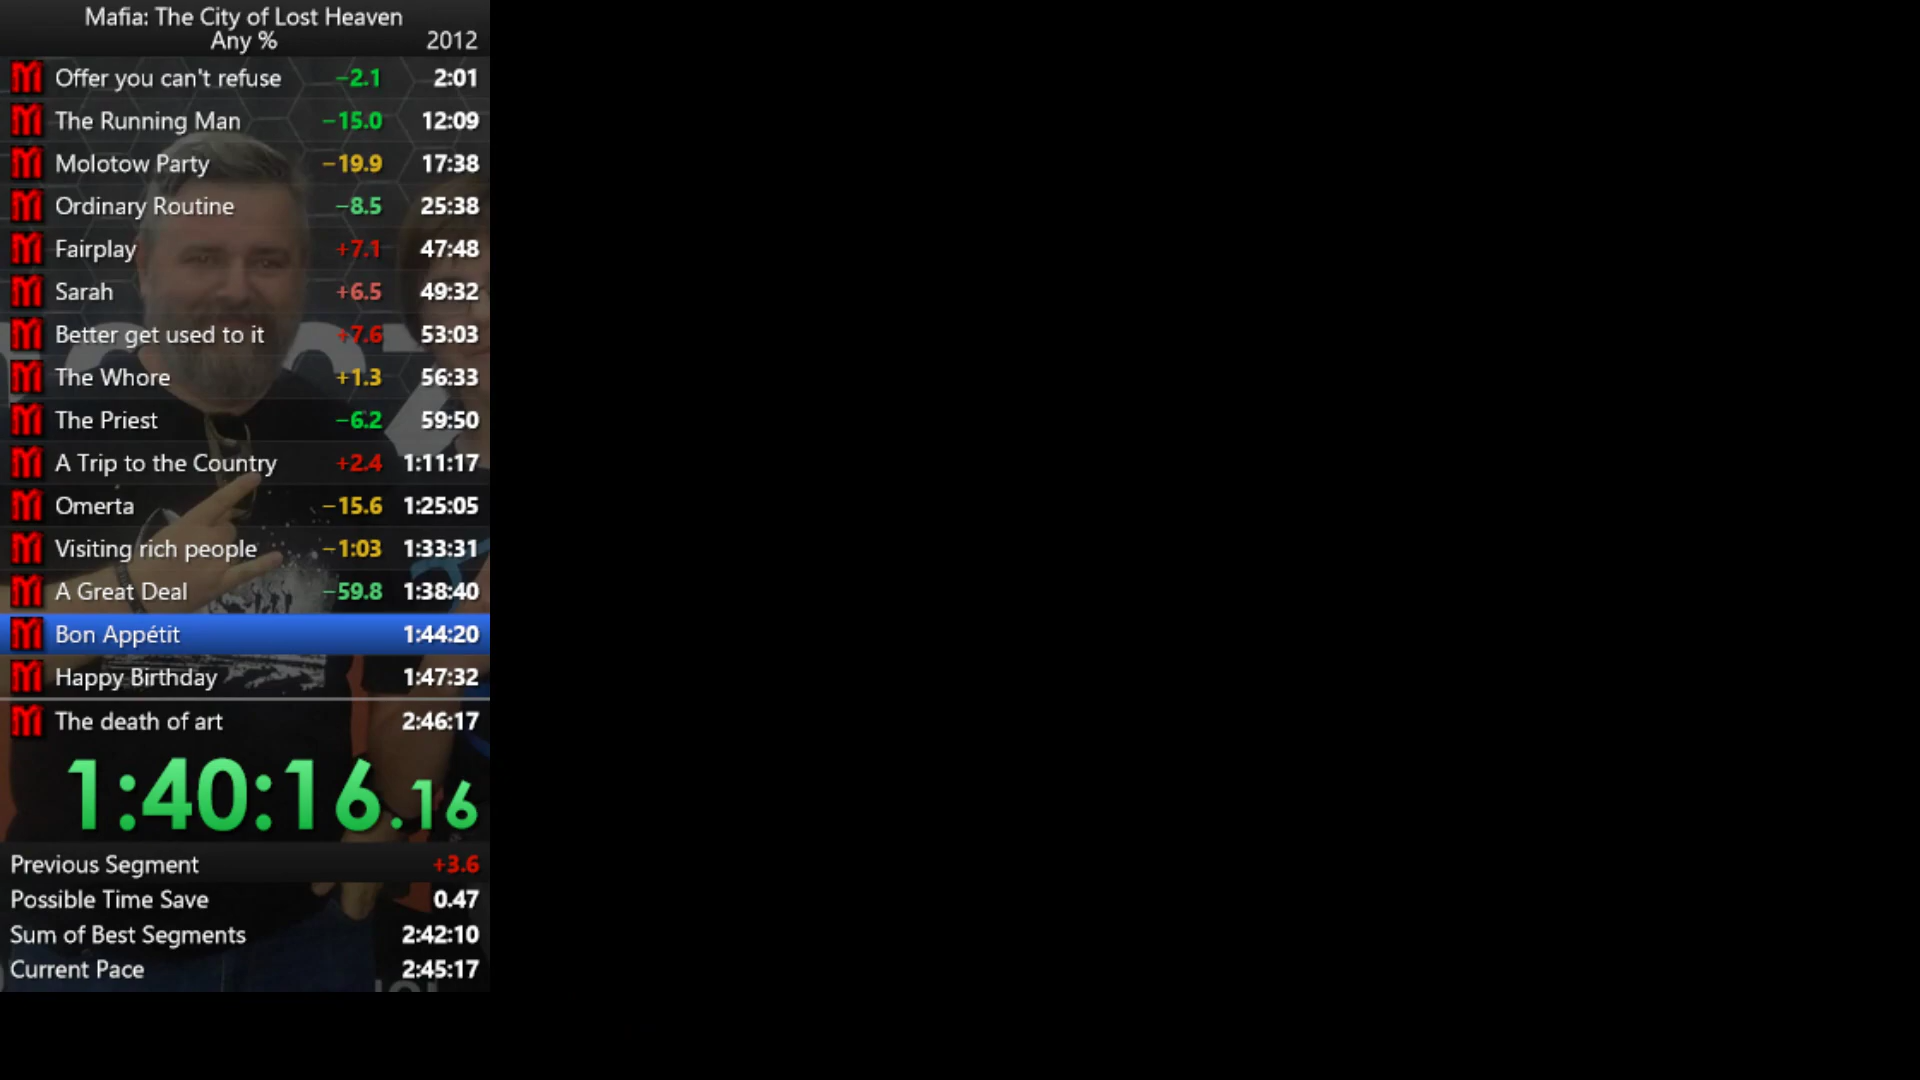 Mafia: The City of Lost Heaven
Any % 2012
Offer you can't refuse −2.1 2:01
The Running Man −15.0 12:09
Molotow Party −19.9 17:38
Ordinary Routine −8.5 25:38
Fairplay +7.1 47:48
Sarah +6.5 49:32
Better get used to it +7.6 53:03
The Whore +1.3 56:33
The Priest −6.2 59:50
A Trip to the Country +2.4 1:11:17
Omerta −15.6 1:25:05
Visiting rich people −1:03 1:33:31
A Great Deal −59.8 1:38:40
Bon Appétit 1:44:20
Happy Birthday 1:47:32
The death of art 2:46:17
1:40:16.16
Previous Segment +3.6
Possible Time Save 0.47
Sum of Best Segments 2:42:10
Current Pace 2:45:17